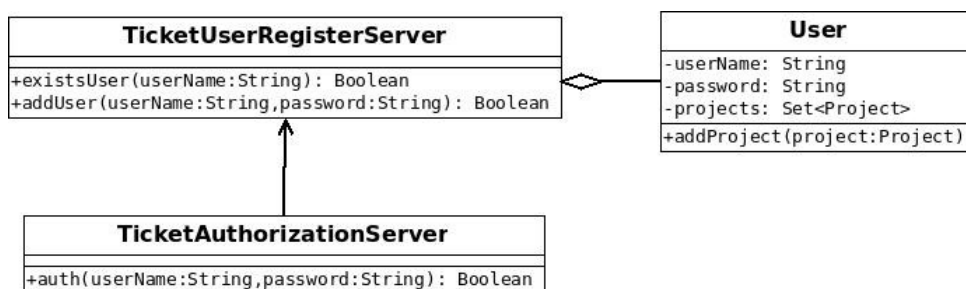 TicketUserRegisterServer
+existsUser(userName:String): Boolean
+addUser(userName:String,password:String): Boolean
User
-userName: String
-password: String
-projects: Set<Project>
+addProject(project:Project)
TicketAuthorizationServer
+auth(userName:String,password:String): Boolean